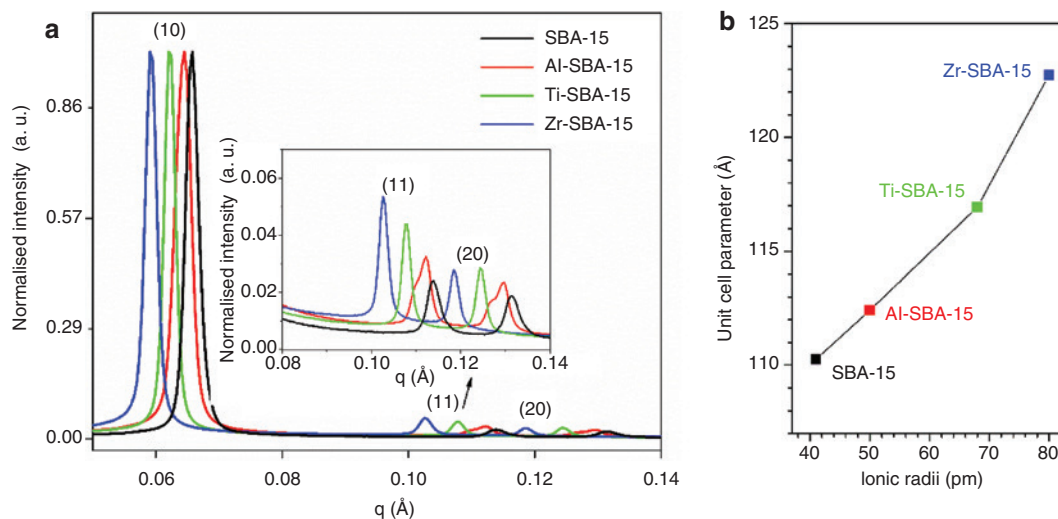 a
(10)
SBA-15
Al-SBA-15
Ti-SBA-15
Zr-SBA-15
Normalised intensity (a. u.)
0.86
0.57
0.29
0.00
0.06
0.08
0.10
0.12
0.14
q (Å)
(11)
(20)
Normalised intensity (a. u.)
0.06
0.04
0.02
0.00
(11)
(20)
0.08
0.10
0.12
0.14
q (Å)
b
Unit cell parameter (Å)
125
120
115
110
Zr-SBA-15
Ti-SBA-15
Al-SBA-15
SBA-15
40
50
60
70
80
Ionic radii (pm)